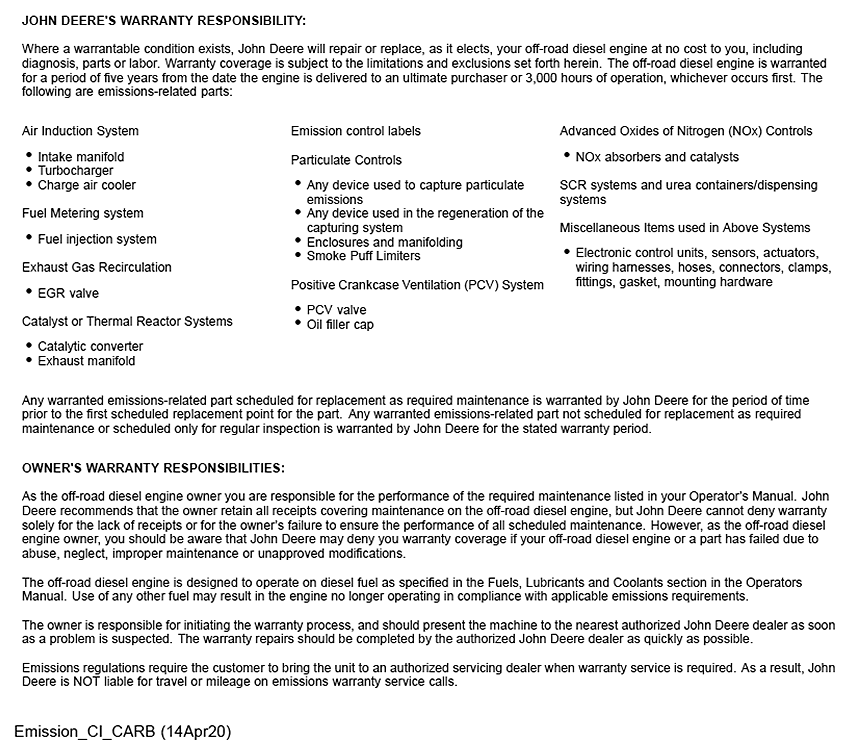 JOHN DEERE'S WARRANTY RESPONSIBILITY:
Where a warrantable condition exists, John Deere will repair or replace, as it elects, your off-road diesel engine at no cost to you, including
diagnosis, parts or labor. Warranty coverage is subject to the limitations and exclusions set forth herein. The off-road diesel engine is warranted
for a period of five years from the date the engine is delivered to an ultimate purchaser or 3,000 hours of operation, whichever occurs first. The
following are emissions-related parts:
Air Induction System
• Intake manifold
• Turbocharger
• Charge air cooler
Fuel Metering system
• Fuel injection system
Exhaust Gas Recirculation
• EGR valve
Catalyst or Thermal Reactor Systems
• Catalytic converter
• Exhaust manifold
Emission control labels
Particulate Controls
• Any device used to capture particulate
emissions
• Any device used in the regeneration of the
capturing system
• Enclosures and manifolding
• Smoke Puff Limiters
Positive Crankcase Ventilation (PCV) System
• PCV valve
• Oil filler cap
Advanced Oxides of Nitrogen (NOx) Controls
• NOx absorbers and catalysts
SCR systems and urea containers/dispensing
systems
Miscellaneous Items used in Above Systems
• Electronic control units, sensors, actuators,
wiring harnesses, hoses, connectors, clamps,
fittings, gasket, mounting hardware
Any warranted emissions-related part scheduled for replacement as required maintenance is warranted by John Deere for the period of time
prior to the first scheduled replacement point for the part. Any warranted emissions-related part not scheduled for replacement as required
maintenance or scheduled only for regular inspection is warranted by John Deere for the stated warranty period.
OWNER'S WARRANTY RESPONSIBILITIES:
As the off-road diesel engine owner you are responsible for the performance of the required maintenance listed in your Operator's Manual. John
Deere recommends that the owner retain all receipts covering maintenance on the off-road diesel engine, but John Deere cannot deny warranty
solely for the lack of receipts or for the owner's failure to ensure the performance of all scheduled maintenance. However, as the off-road diesel
engine owner, you should be aware that John Deere may deny you warranty coverage if your off-road diesel engine or a part has failed due to
abuse, neglect, improper maintenance or unapproved modifications.
The off-road diesel engine is designed to operate on diesel fuel as specified in the Fuels, Lubricants and Coolants section in the Operators
Manual. Use of any other fuel may result in the engine no longer operating in compliance with applicable emissions requirements.
The owner is responsible for initiating the warranty process, and should present the machine to the nearest authorized John Deere dealer as soon
as a problem is suspected. The warranty repairs should be completed by the authorized John Deere dealer as quickly as possible.
Emissions regulations require the customer to bring the unit to an authorized servicing dealer when warranty service is required. As a result, John
Deere is NOT liable for travel or mileage on emissions warranty service calls.
Emission_CI_CARB (14Apr20)